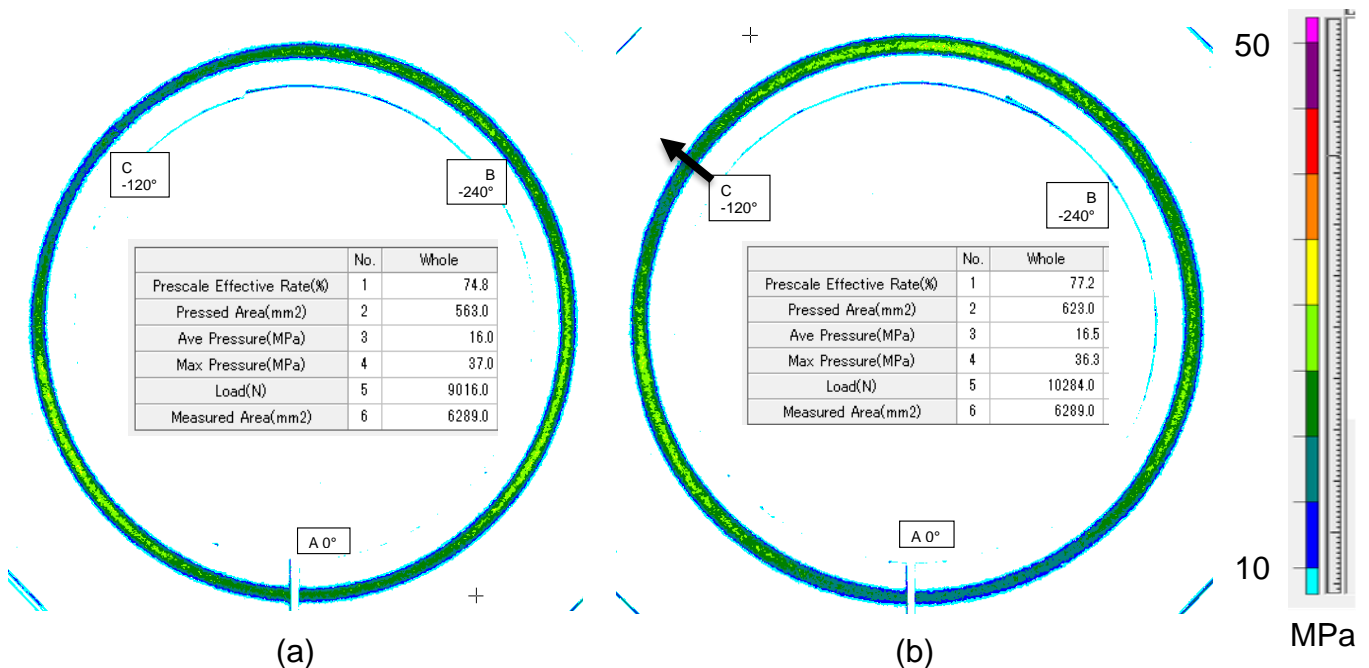 50
C
-120°
B
-240°
C
-120°
B
-240°
No. Whole
Prescale Effective Rate(%) 1 74.8
Pressed Area(mm2) 2 563.0
Ave Pressure(MPa) 3 16.0
Max Pressure(MPa) 4 37.0
Load(N) 5 9016.0
Measured Area(mm2) 6 6289.0
No. Whole
Prescale Effective Rate(%) 1 77.2
Pressed Area(mm2) 2 623.0
Ave Pressure(MPa) 3 16.5
Max Pressure(MPa) 4 36.3
Load(N) 5 10284.0
Measured Area(mm2) 6 6289.0
A 0°
A 0°
10
MPa
(a)
(b)